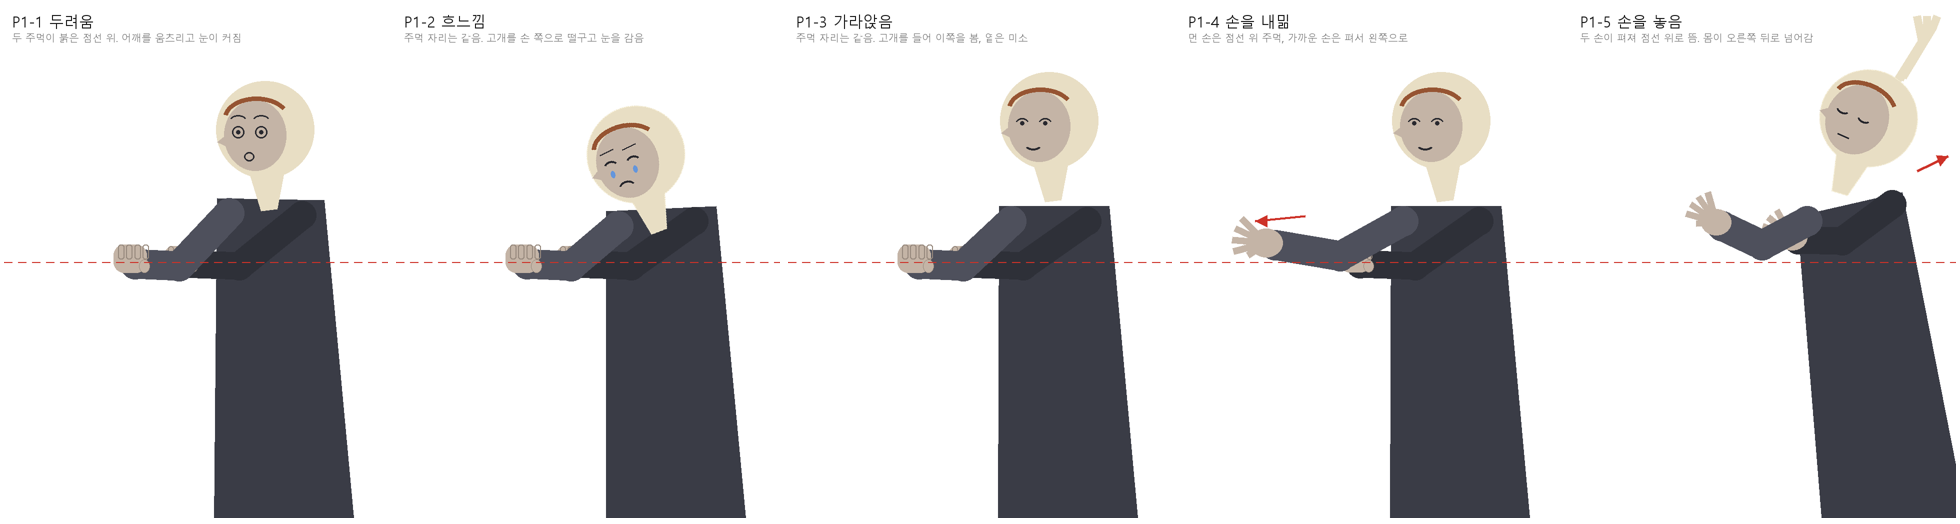 P1-1 두려움
두 주먹이 붉은 점선 위. 어깨를 움츠리고 눈이 커짐
P1-2 흐느낌
주먹 자리는 같음. 고개를 손 쪽으로 떨구고 눈을 감음
P1-3 가라앉음
주먹 자리는 같음. 고개를 들어 이쪽을 봄, 옅은 미소
P1-4 손을 내밂
먼 손은 점선 위 주먹, 가까운 손은 펴서 왼쪽으로
P1-5 손을 놓음
두 손이 펴져 점선 위로 뜸. 몸이 오른쪽 뒤로 넘어감